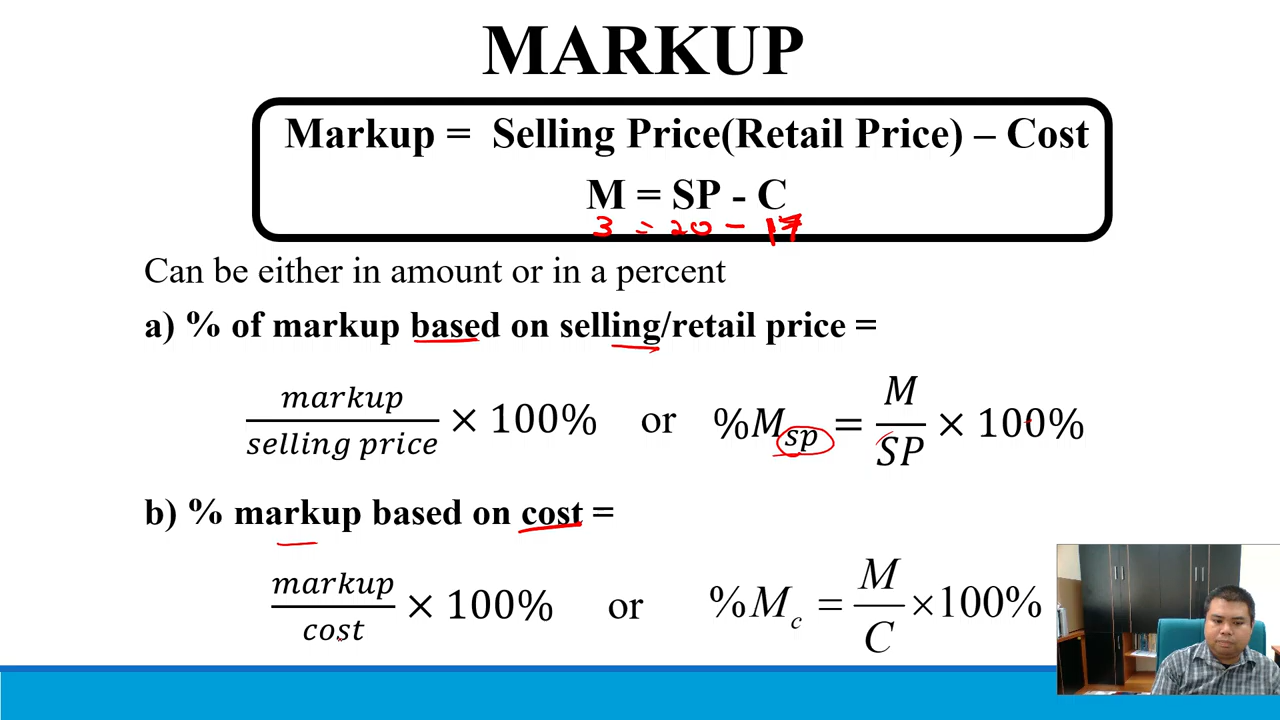 MARKUP
Markup = Selling Price(Retail Price) – Cost
M = SP - C
3 = 20 - 17
Can be either in amount or in a percent
a) % of markup based on selling/retail price =
markup/selling price × 100% or %M_sp = M/SP × 100%
b) % markup based on cost =
markup/cost × 100% or %M_c = M/C ×100%